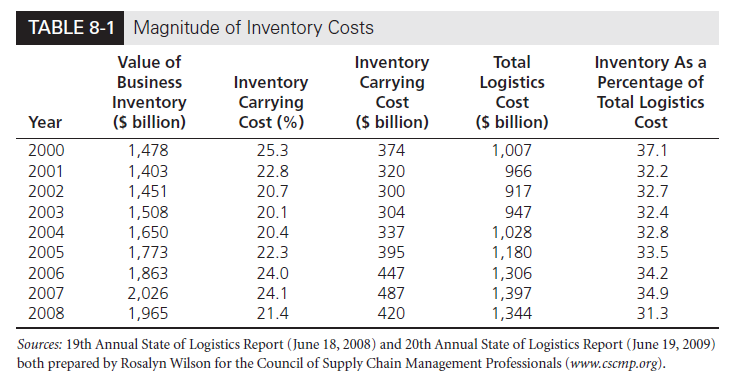 TABLE 8-1 Magnitude of Inventory Costs
Value of Inventory Total Inventory As a
Business Inventory Carrying Logistics Percentage of
Inventory Carrying Cost Cost Total Logistics
Year ($ billion) Cost (%) ($ billion) ($ billion) Cost
2000 1,478 25.3 374 1,007 37.1
2001 1,403 22.8 320 966 32.2
2002 1,451 20.7 300 917 32.7
2003 1,508 20.1 304 947 32.4
2004 1,650 20.4 337 1,028 32.8
2005 1,773 22.3 395 1,180 33.5
2006 1,863 24.0 447 1,306 34.2
2007 2,026 24.1 487 1,397 34.9
2008 1,965 21.4 420 1,344 31.3
Sources: 19th Annual State of Logistics Report (June 18, 2008) and 20th Annual State of Logistics Report (June 19, 2009)
both prepared by Rosalyn Wilson for the Council of Supply Chain Management Professionals (www.cscmp.org).